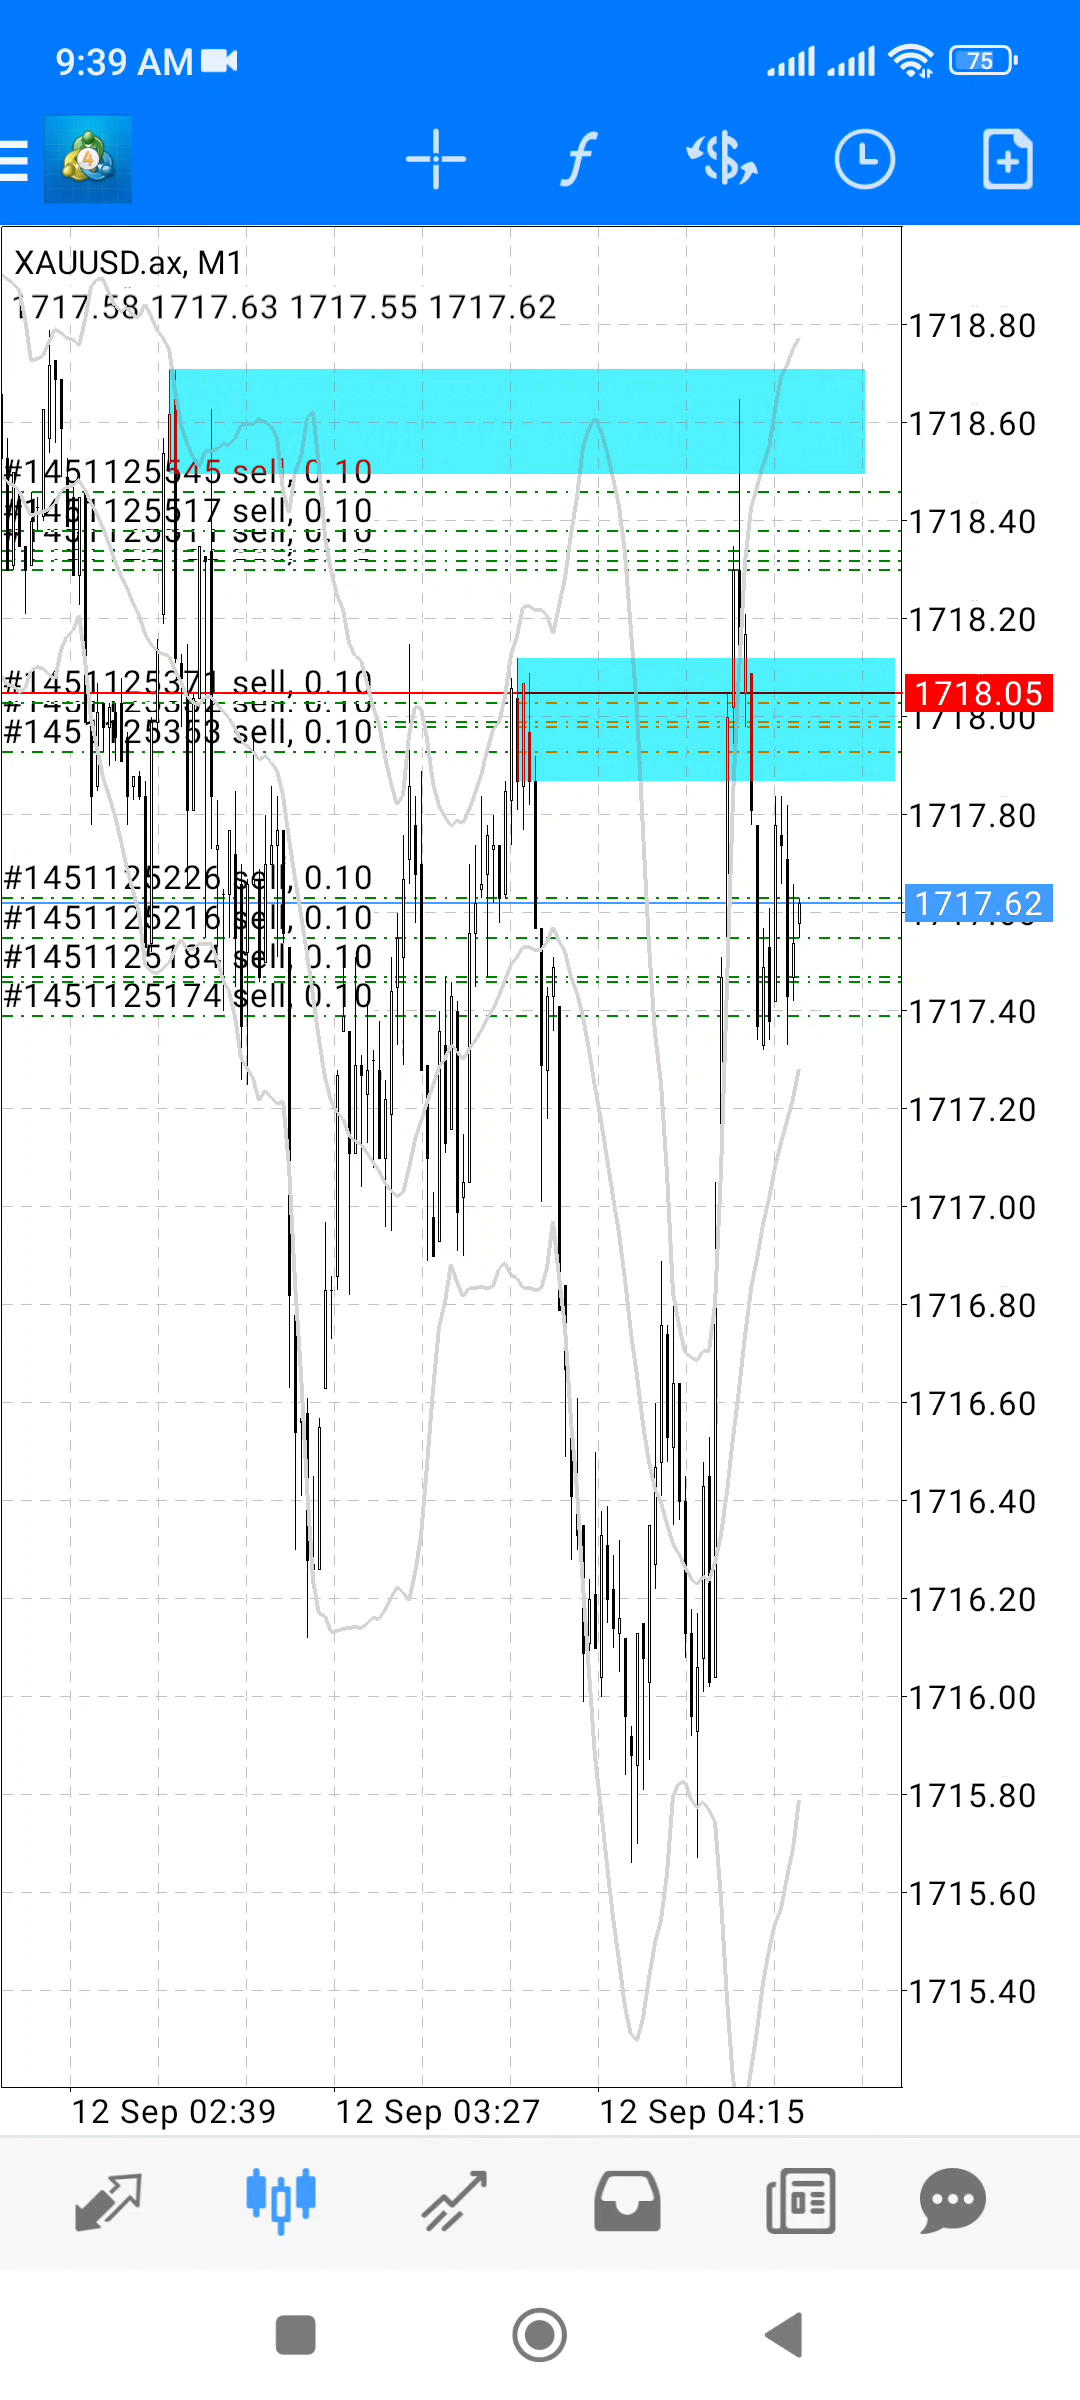 9:39 AM
75
4
XAUUSD.ax, M1
1717.58 1717.63 1717.55 1717.62
1718.80
1718.60
#1451125545 sell, 0.10
#1451125517 sell, 0.10
1718.40
1718.20
#1451125371 sell, 0.10
1718.05
1718.00
#1451125353 sell, 0.10
1717.80
#1451125226 sell, 0.10
1717.62
#1451125216 sell, 0.10
#1451125184 sell, 0.10
#1451125174 sell, 0.10
1717.40
1717.20
1717.00
1716.80
1716.60
1716.40
1716.20
1716.00
1715.80
1715.60
1715.40
12 Sep 02:39 12 Sep 03:27 12 Sep 04:15